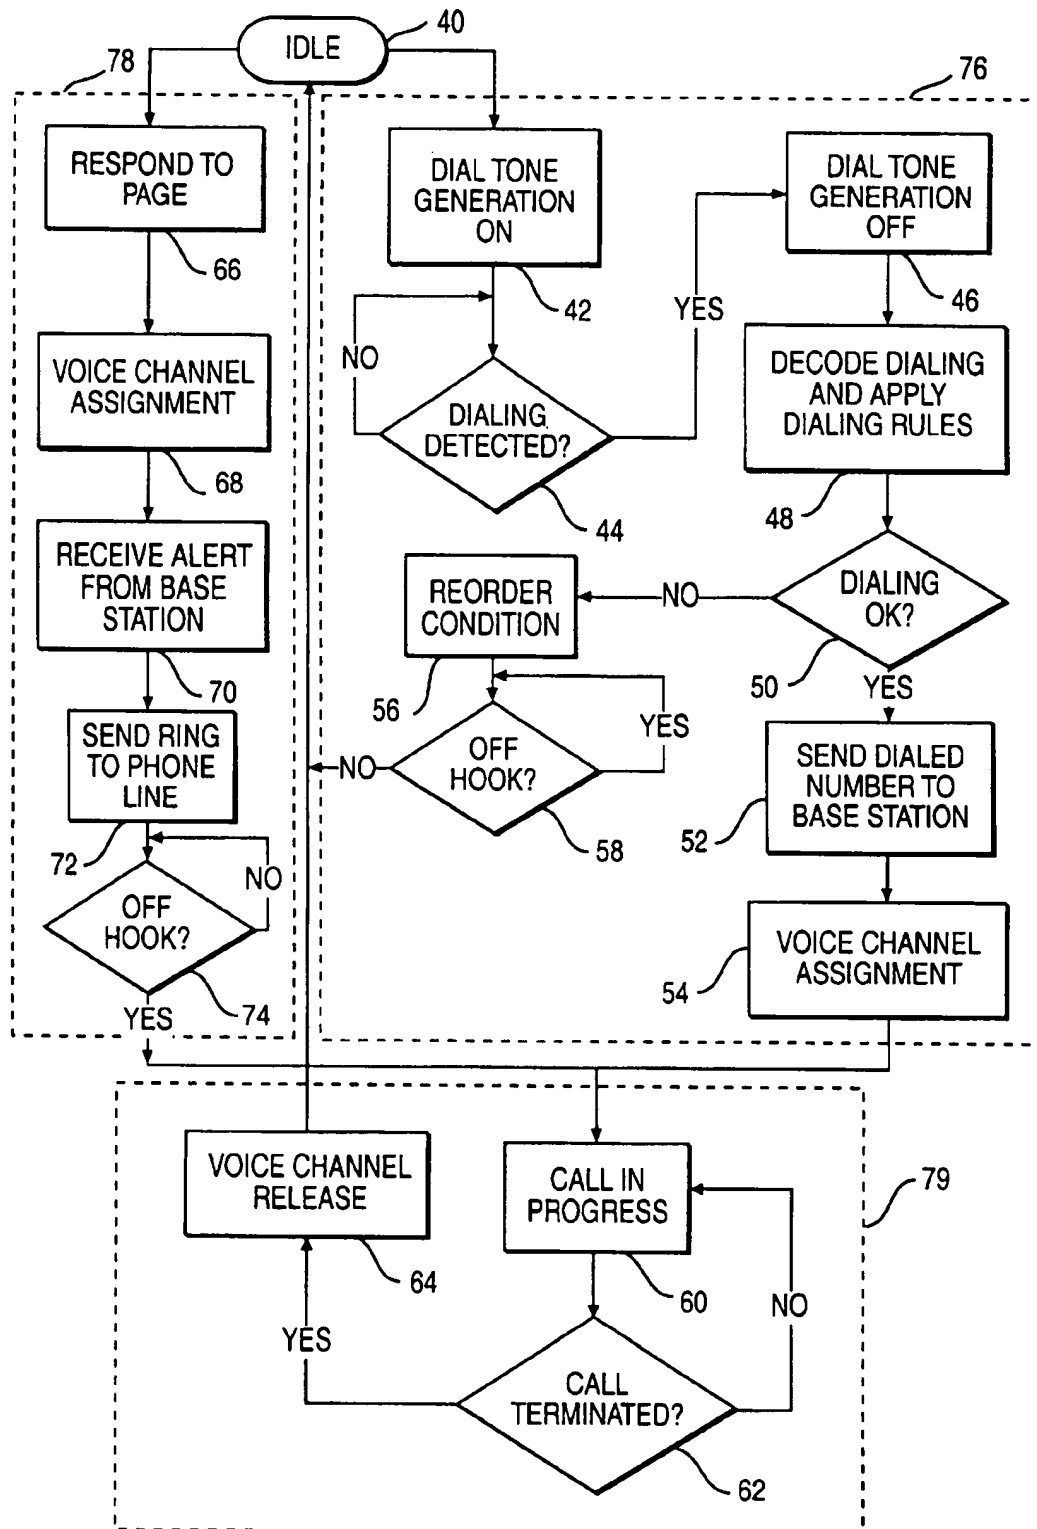 40
IDLE
78
76
RESPOND TO
PAGE
66
DIAL TONE
GENERATION
ON
42
DIAL TONE
GENERATION
OFF
46
YES
NO
VOICE CHANNEL
ASSIGNMENT
68
DIALING
DETECTED?
44
DECODE DIALING
AND APPLY
DIALING RULES
48
RECEIVE ALERT
FROM BASE
STATION
70
REORDER
CONDITION
56
NO
DIALING
OK?
50
YES
SEND RING
TO PHONE
LINE
72
NO
OFF
HOOK?
58
YES
SEND DIALED
NUMBER TO
BASE STATION
52
NO
OFF
HOOK?
74
YES
VOICE CHANNEL
ASSIGNMENT
54
VOICE CHANNEL
RELEASE
64
CALL IN
PROGRESS
60
79
YES
NO
CALL
TERMINATED?
62